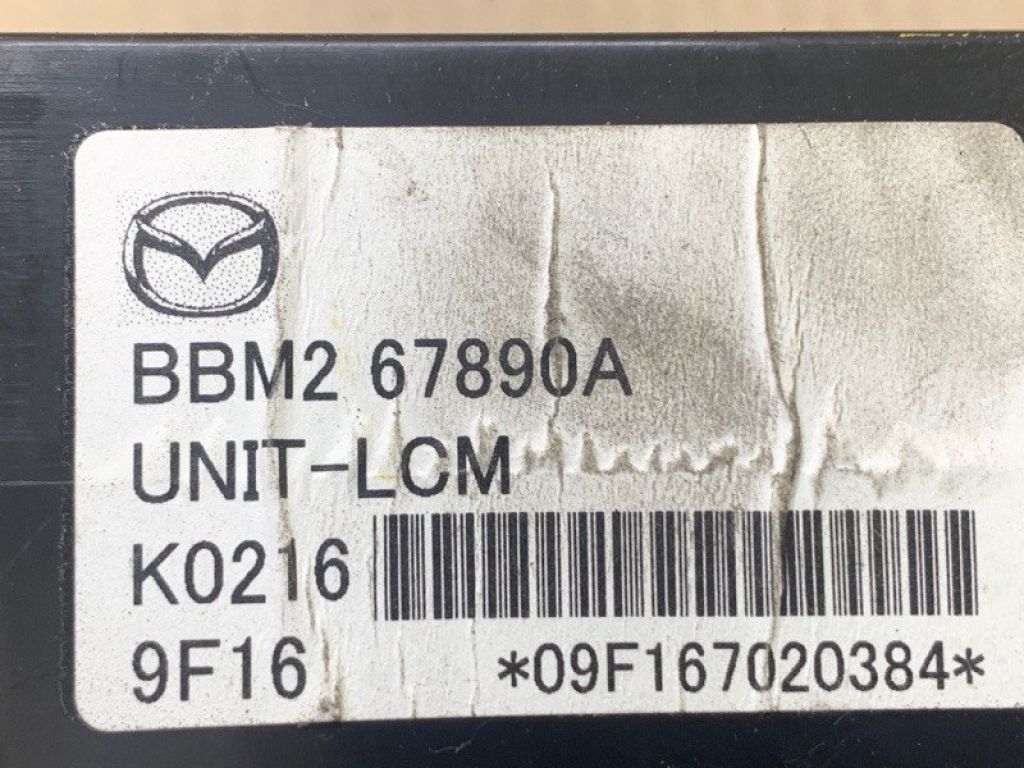 BBM2 67890A
UNIT-LCM
K0216
9F16 *09F167020384*